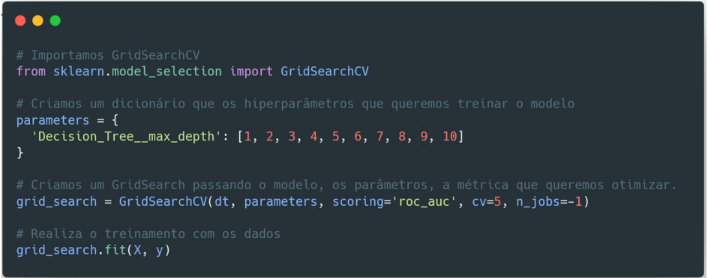 # Importamos GridSearchCV
from sklearn.model_selection import GridSearchCV
# Criamos um dicionário que os hiperparâmetros que queremos treinar o modelo
parameters = {
'Decision_Tree__max_depth': [1, 2, 3, 4, 5, 6, 7, 8, 9, 10]
}
# Criamos um GridSearch passando o modelo, os parâmetros, a métrica que queremos otimizar.
grid_search = GridSearchCV(dt, parameters, scoring='roc_auc', cv=5, n_jobs=-1)
# Realiza o treinamento com os dados
grid_search.fit(X, y)